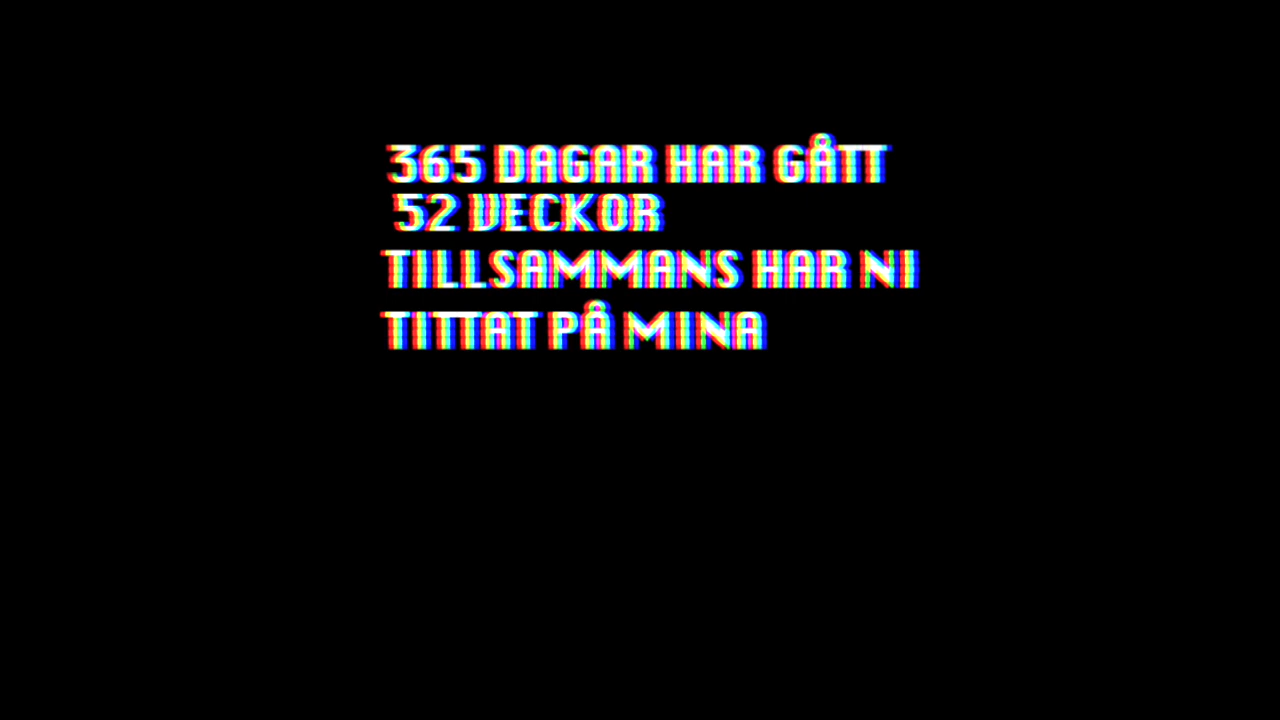 365 DAGAR HAR GÅTT
52 VECKOR
TILLSAMMANS HAR NI
TITTAT PÅ MINA